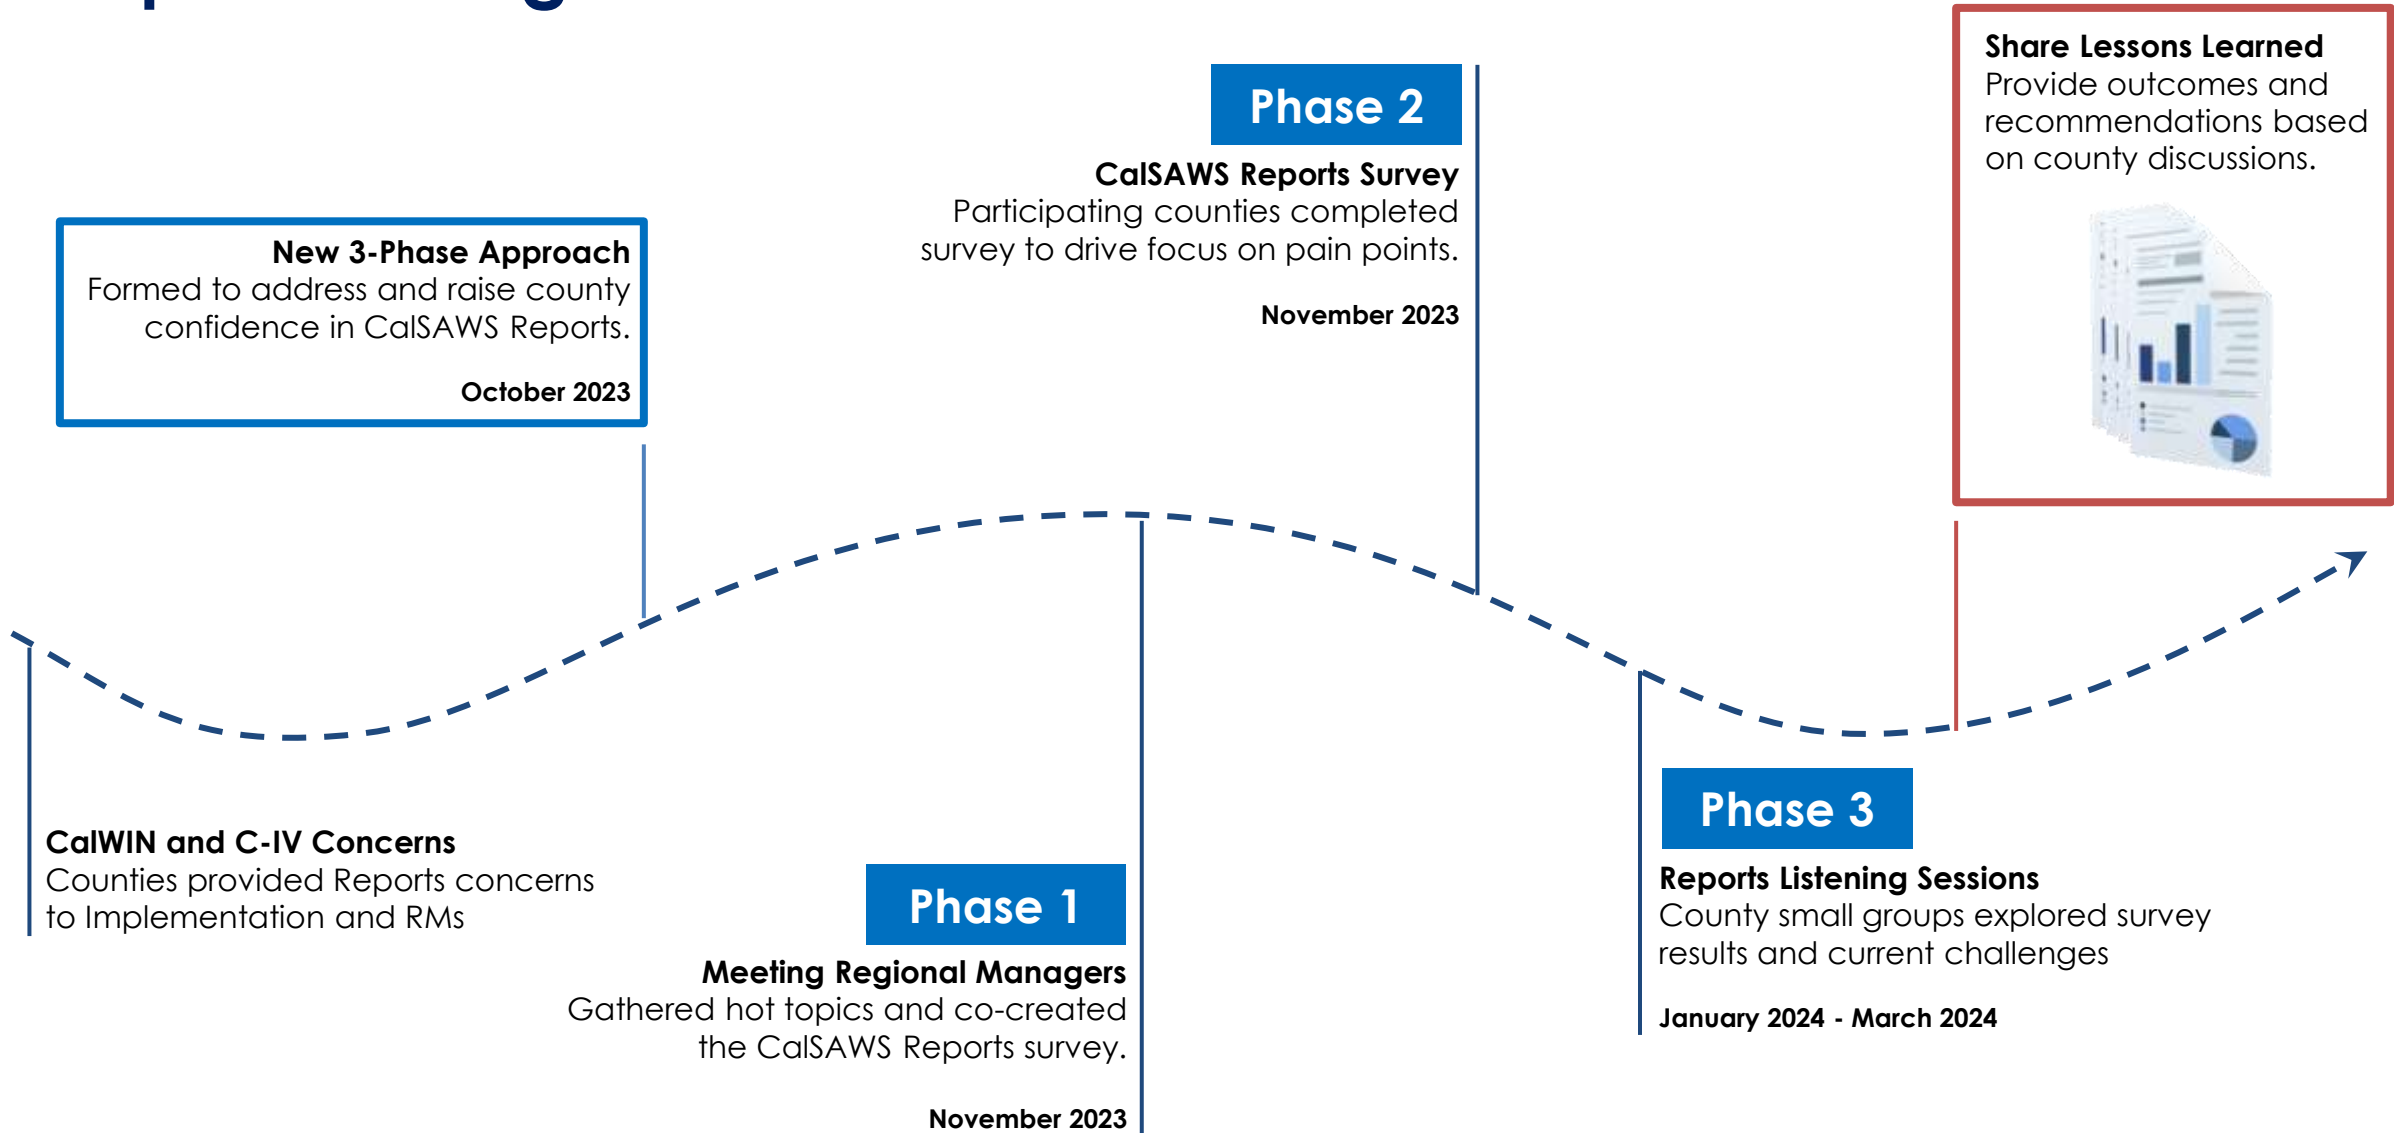 CalWIN and C-IV Concerns
Counties provided Reports concerns
to Implementation and RMs
New 3-Phase Approach
Formed to address and raise county
confidence in CalSAWS Reports.
October 2023
Phase 1
Meeting Regional Managers
Gathered hot topics and co-created
the CalSAWS Reports survey.
November 2023
Phase 2
CalSAWS Reports Survey
Participating counties completed
survey to drive focus on pain points.
November 2023
Phase 3
Reports Listening Sessions
County small groups explored survey
results and current challenges
January 2024 - March 2024
Share Lessons Learned
Provide outcomes and
recommendations based
on county discussions.